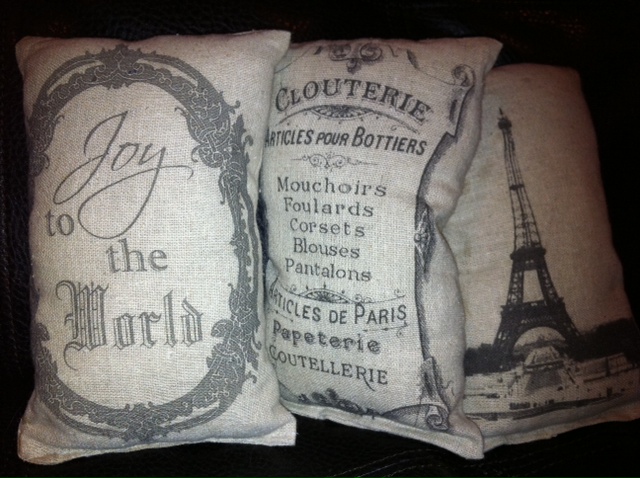 Joy
to
the
World
CLOUTERIE
ARTICLES POUR BOTTIERS
Mouchoirs
Foulards
Corsets
Blouses
Pantalons
ARTICLES DE PARIS
Papeterie
COUTELLERIE